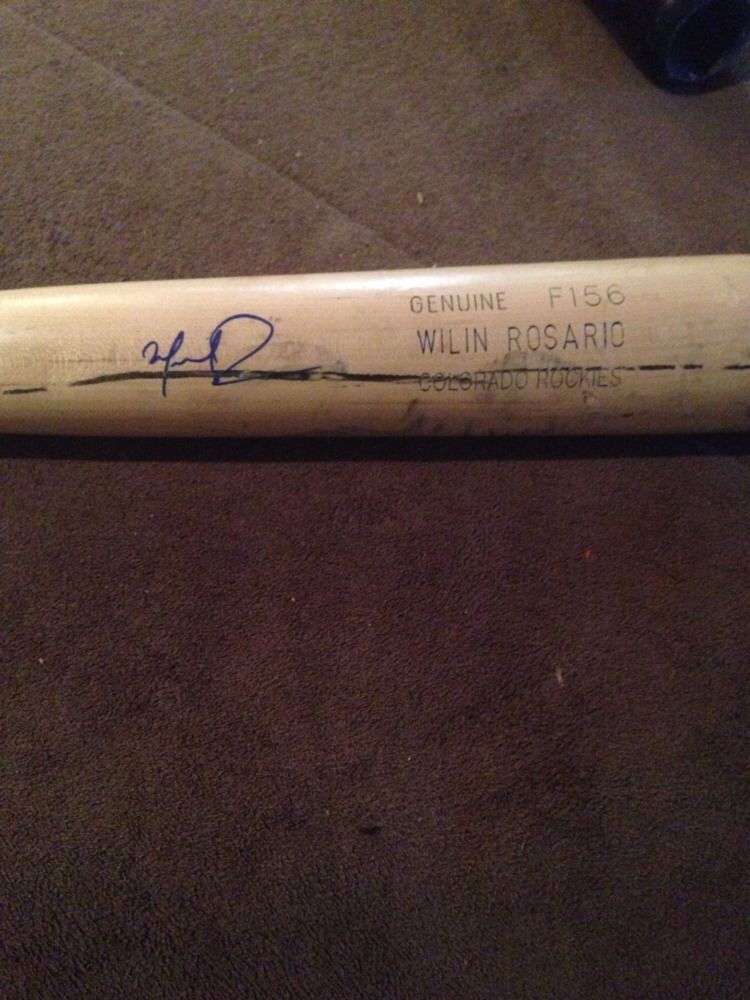 GENUINE F156
WILIN ROSARIO
COLORADO ROCKIES